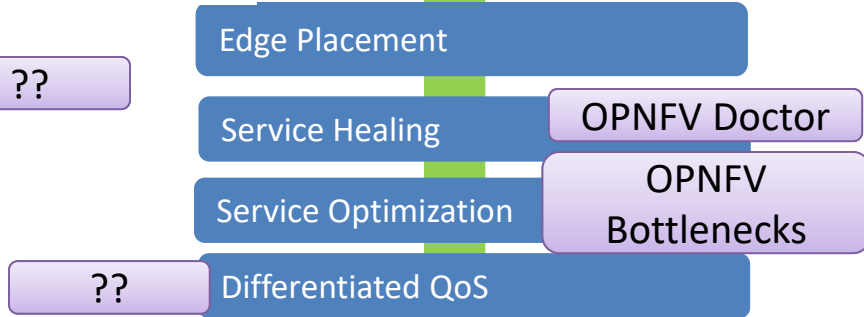 Edge Placement
??
Service Healing
OPNFV Doctor
Service Optimization
OPNFV
Bottlenecks
??
Differentiated QoS